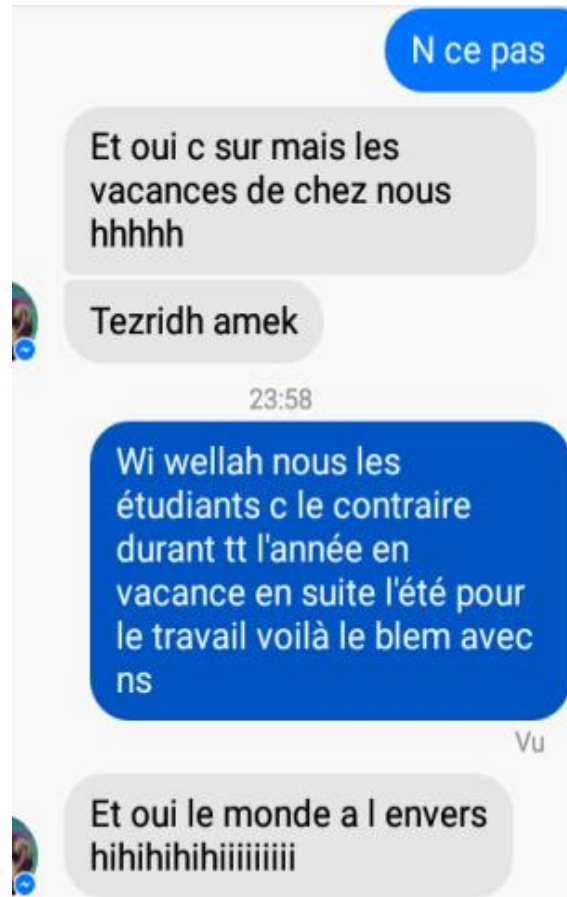 N ce pas
Et oui c sur mais les
vacances de chez nous
hhhhh
Tezridh amek
23:58
Wi wellah nous les
étudiants c le contraire
durant tt l'année en
vacance en suite l'été pour
le travail voilà le blem avec
ns
Vu
Et oui le monde a l envers
hihihihihiiiiiiiii